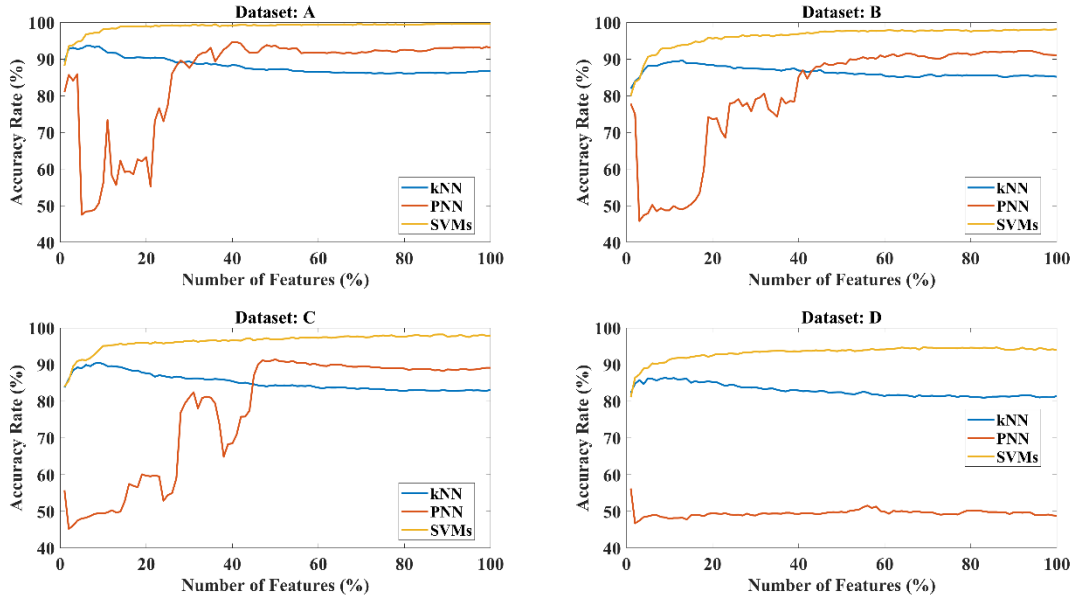 Dataset: A
Accuracy Rate (%)
100
90
80
70
60
50
40
kNN
PNN
SVMs
0 20 40 60 80 100
Number of Features (%)
Dataset: B
Accuracy Rate (%)
100
90
80
70
60
50
40
kNN
PNN
SVMs
0 20 40 60 80 100
Number of Features (%)
Dataset: C
Accuracy Rate (%)
100
90
80
70
60
50
40
kNN
PNN
SVMs
0 20 40 60 80 100
Number of Features (%)
Dataset: D
Accuracy Rate (%)
100
90
80
70
60
50
40
kNN
PNN
SVMs
0 20 40 60 80 100
Number of Features (%)